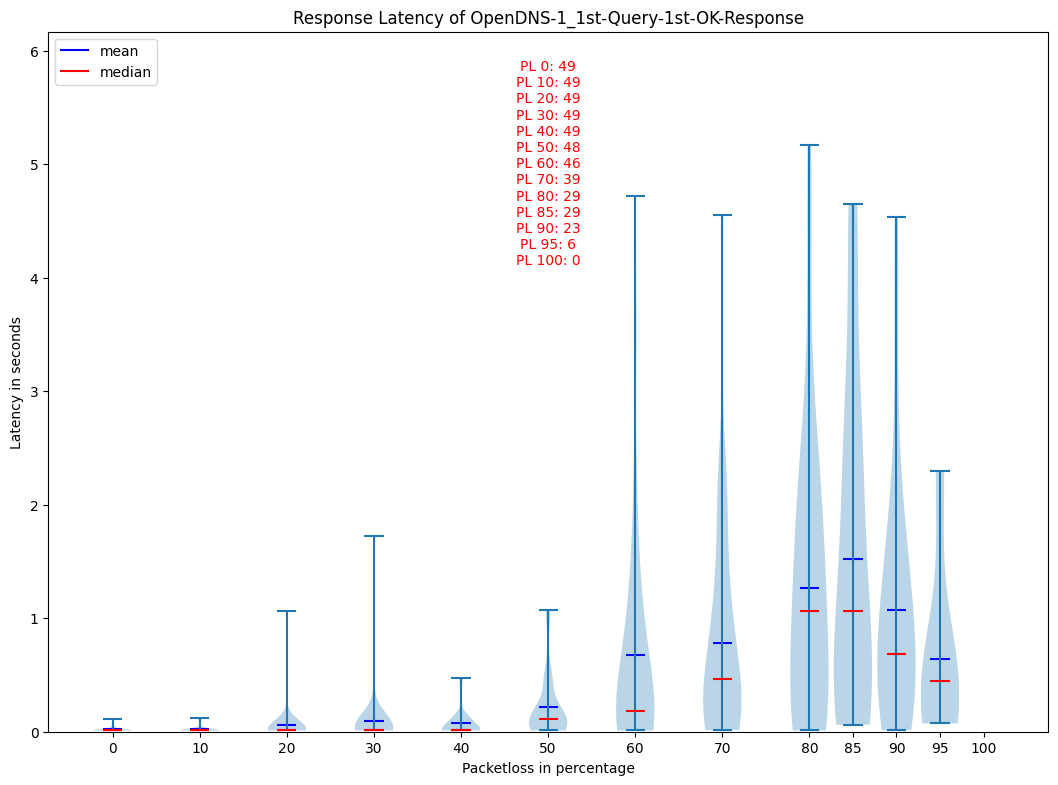 Response Latency of OpenDNS-1_1st-Query-1st-OK-Response
mean
median
PL 0: 49
PL 10: 49
PL 20: 49
PL 30: 49
PL 40: 49
PL 50: 48
PL 60: 46
PL 70: 39
PL 80: 29
PL 85: 29
PL 90: 23
PL 95: 6
PL 100: 0
Latency in seconds
6
5
4
3
2
1
0
0 10 20 30 40 50 60 70 80 85 90 95 100
Packetloss in percentage